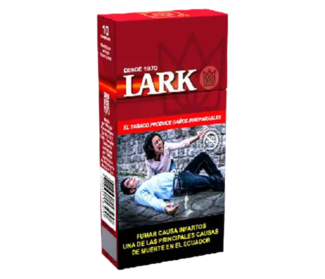 10
DESDE 1970
LARK
EL TABACO PRODUCE DAÑOS IRREPARABLES
FUMAR CAUSA INFARTOS
UNA DE LAS PRINCIPALES CAUSAS
DE MUERTE EN EL ECUADOR